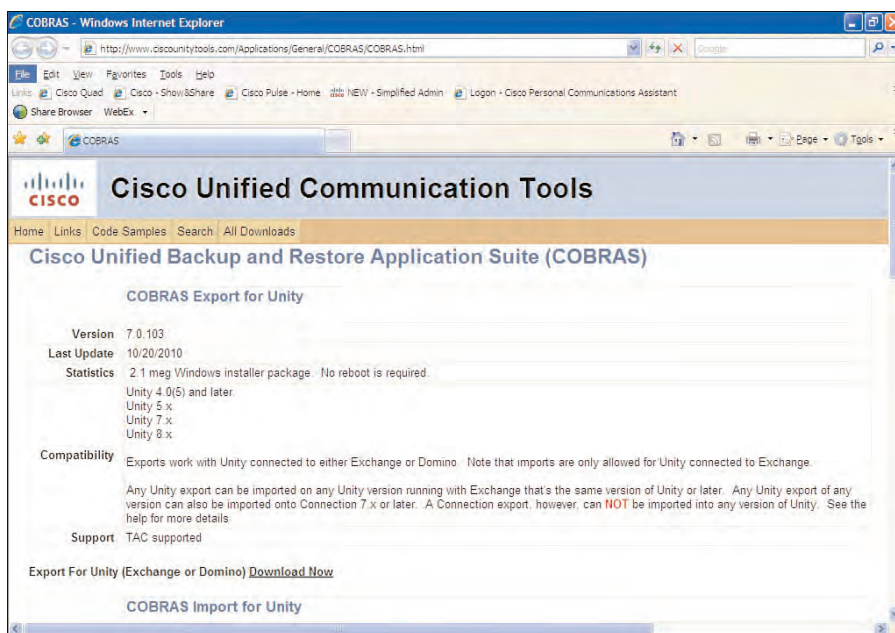 COBRAS - Windows Internet Explorer
http://www.ciscounitytools.com/Applications/General/COBRAS/COBRAS.html
Google
File Edit View Favorites Tools Help
Links Cisco Quad Cisco - Show&Share Cisco Pulse - Home NEW - Simplified Admin Logon - Cisco Personal Communications Assistant
Share Browser WebEx
COBRAS
Page Tools
CISCO
Cisco Unified Communication Tools
Home Links Code Samples Search All Downloads
Cisco Unified Backup and Restore Application Suite (COBRAS)
COBRAS Export for Unity
Version 7.0.103
Last Update 10/20/2010
Statistics 2.1 meg Windows installer package. No reboot is required.
Unity 4.0(5) and later.
Unity 5.x
Unity 7.x
Unity 8.x
Compatibility
Exports work with Unity connected to either Exchange or Domino. Note that imports are only allowed for Unity connected to Exchange.
Any Unity export can be imported on any Unity version running with Exchange that's the same version of Unity or later. Any Unity export of any
version can also be imported onto Connection 7.x or later. A Connection export, however, can NOT be imported into any version of Unity. See the
help for more details
Support TAC supported
Export For Unity (Exchange or Domino) Download Now
COBRAS Import for Unity